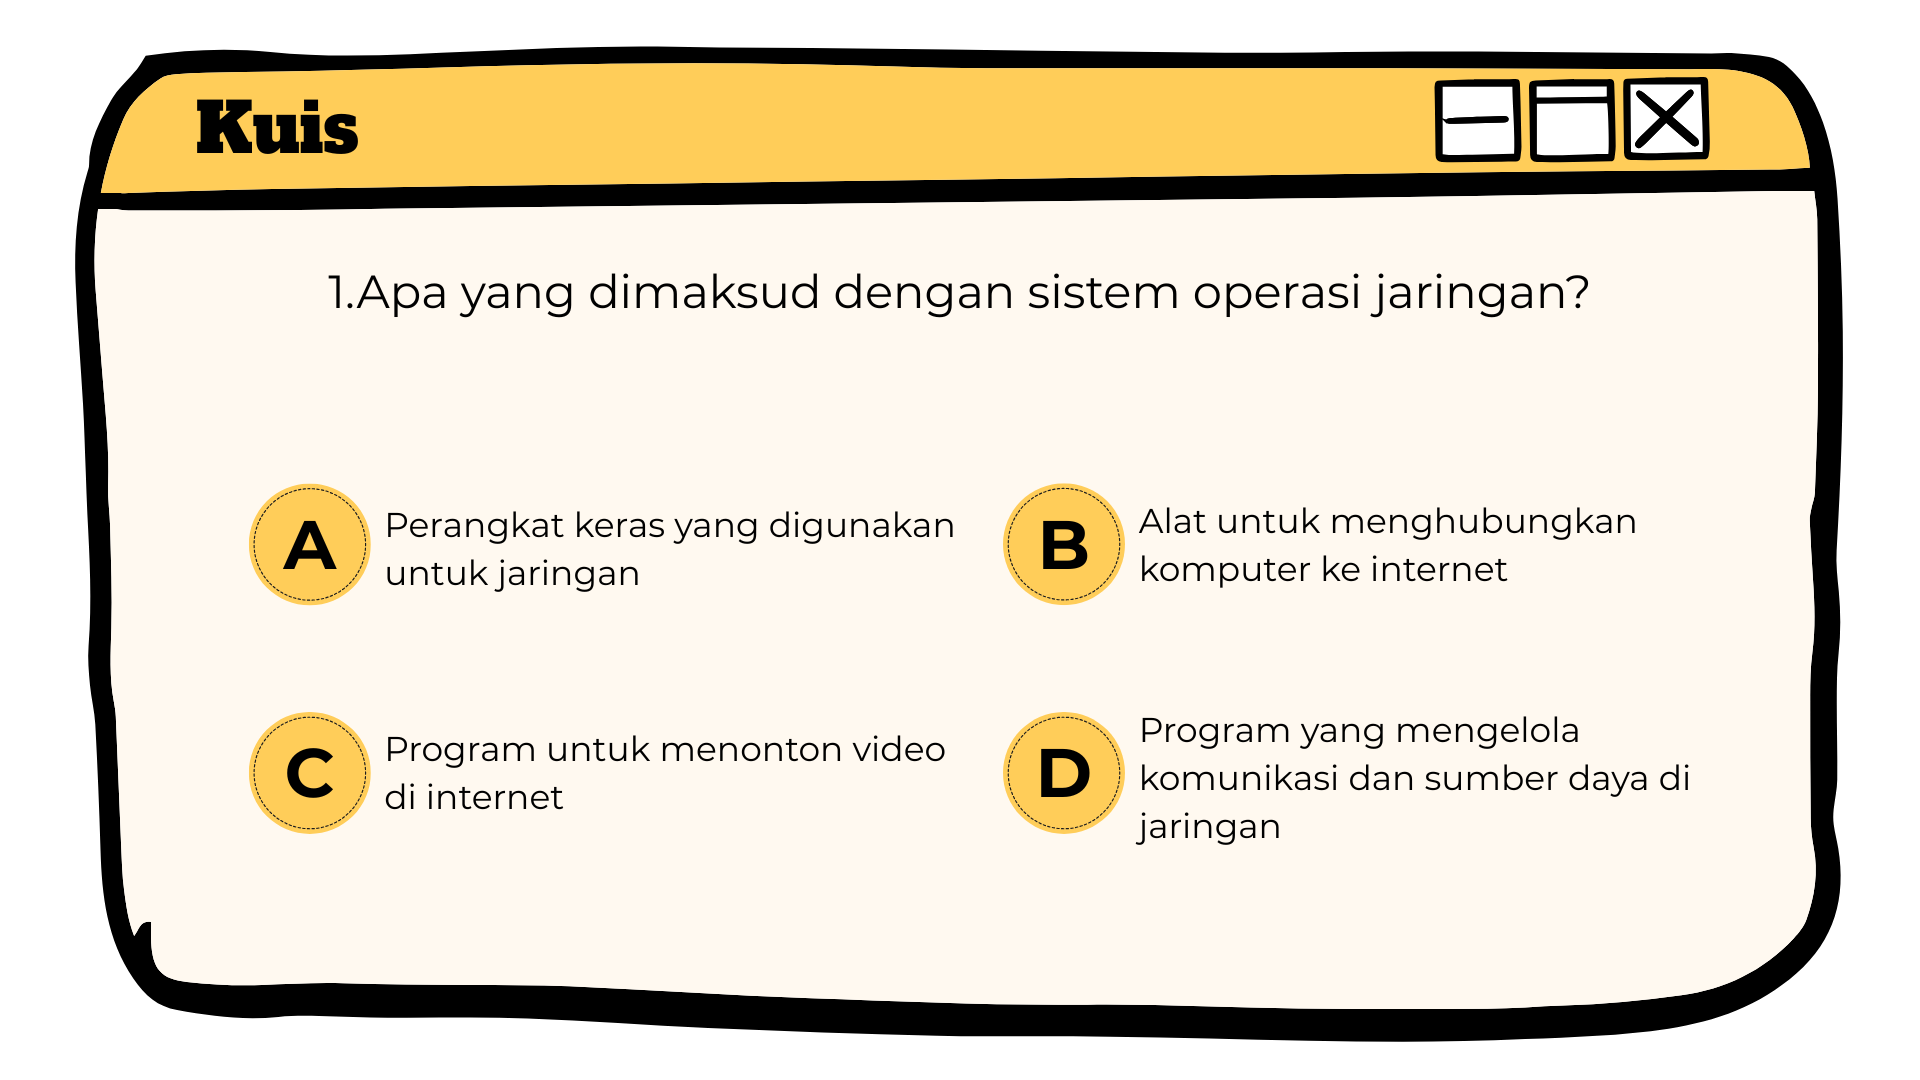 Kuis
1.Apa yang dimaksud dengan sistem operasi jaringan?
A
Perangkat keras yang digunakan
untuk jaringan
B
Alat untuk menghubungkan
komputer ke internet
C
Program untuk menonton video
di internet
D
Program yang mengelola
komunikasi dan sumber daya di
jaringan